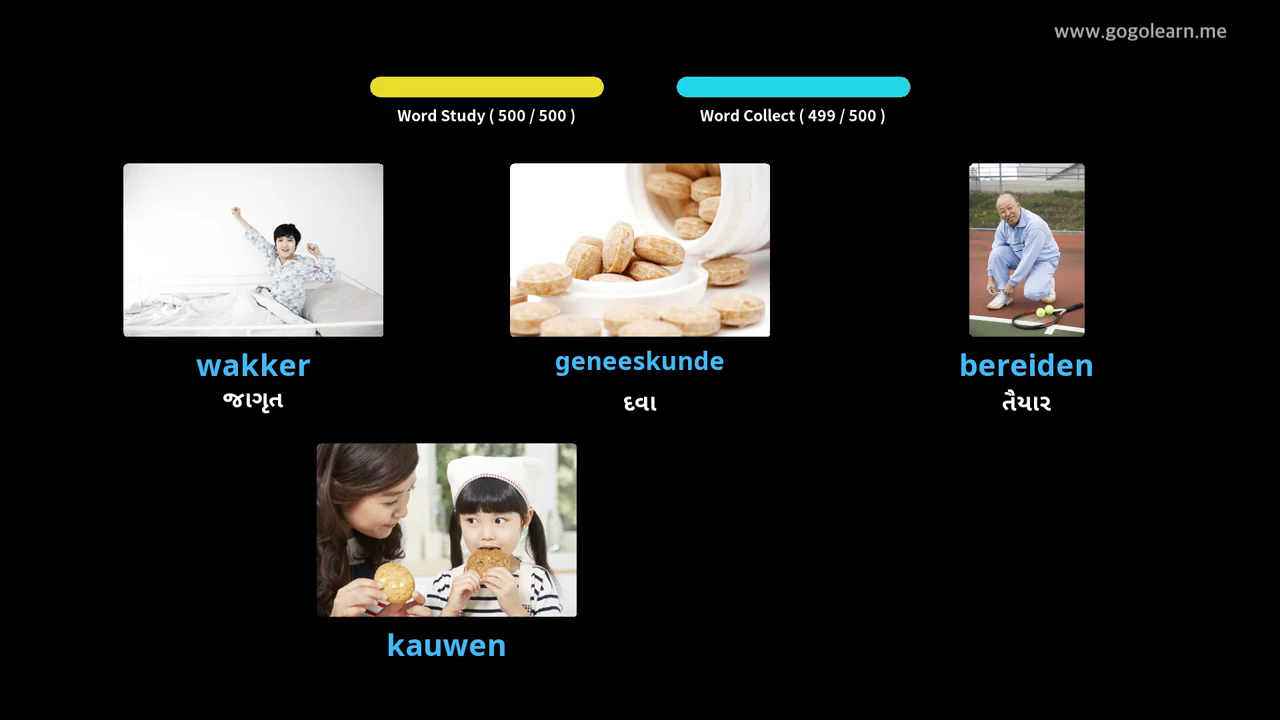 www.gogolearn.me
Word Study ( 500 / 500 )
Word Collect ( 499 / 500 )
wakker
જાગૃત
geneeskunde
દવા
bereiden
તૈયાર
kauwen